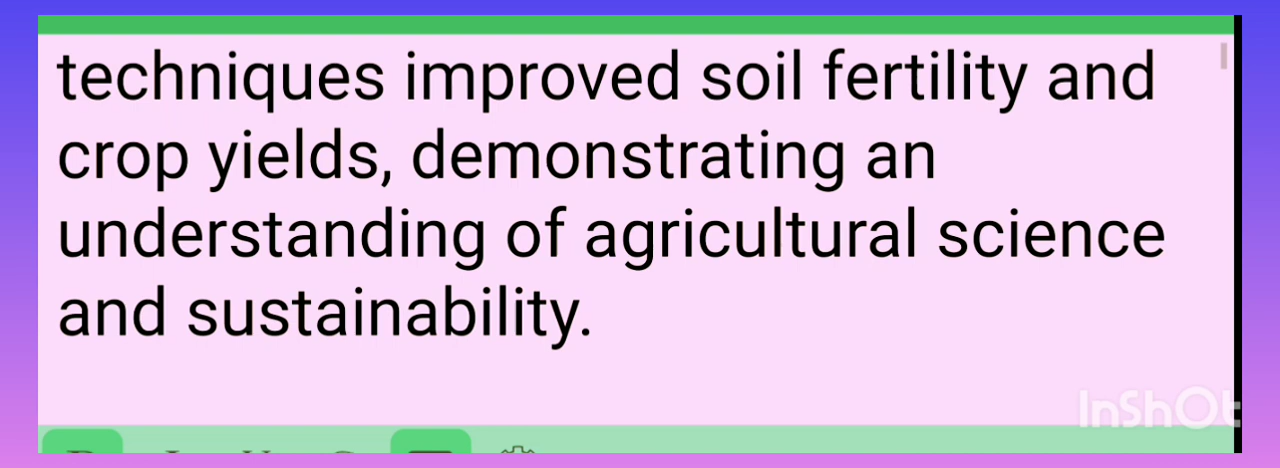 techniques improved soil fertility and
crop yields, demonstrating an
understanding of agricultural science
and sustainability.
InShOt